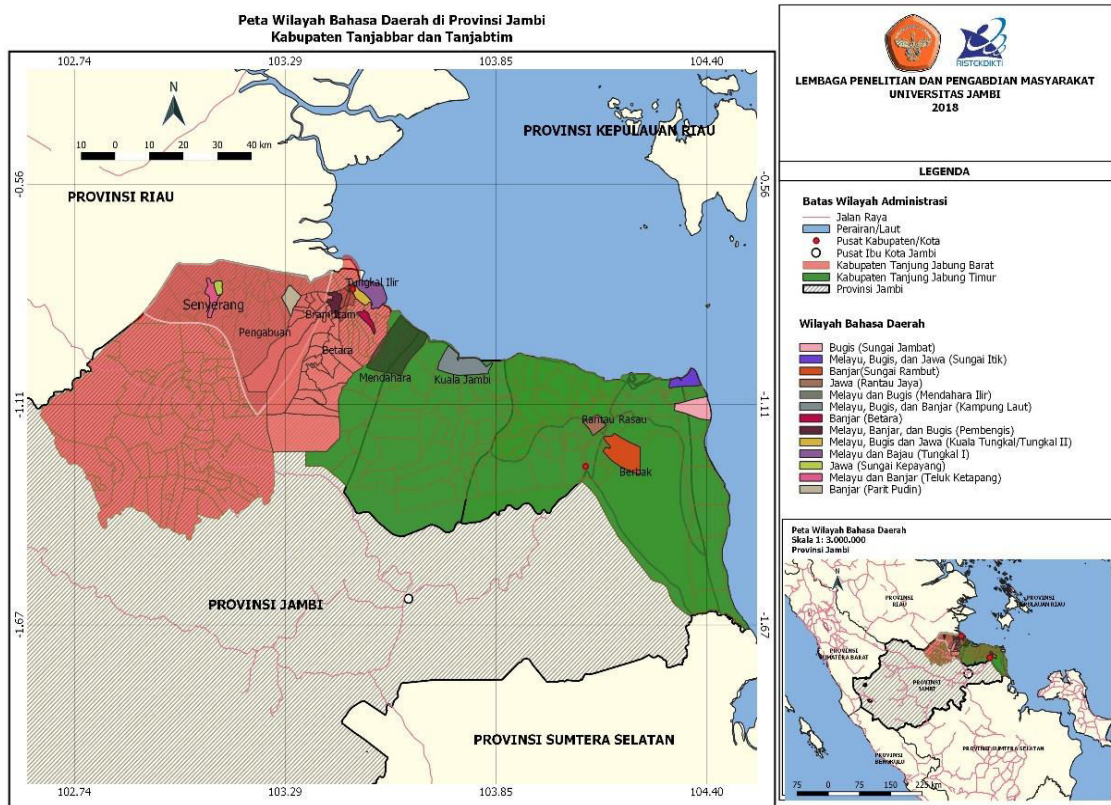 Peta Wilayah Bahasa Daerah di Provinsi Jambi
Kabupaten Tanjabbar dan Tanjabtim
102.74
103.29
103.85
104.40
N
10 0 10 20 30 40 km
PROVINSI KEPULAUAN RIAU
-0.56
-0.56
PROVINSI RIAU
Tungkal Ilir
Senyerang
Bram Itam
Pengabuan
Betara
Mendahara
Kuala Jambi
-1.11
-1.11
Rantau Rasau
Berbak
PROVINSI JAMBI
-1.67
-1.67
PROVINSI SUMTERA SELATAN
102.74
103.29
103.85
104.40
RISTEKDIKTI
LEMBAGA PENELITIAN DAN PENGABDIAN MASYARAKAT
UNIVERSITAS JAMBI
2018
LEGENDA
Batas Wilayah Administrasi
Jalan Raya
Perairan/Laut
Pusat Kabupaten/Kota
Pusat Ibu Kota Jambi
Kabupaten Tanjung Jabung Barat
Kabupaten Tanjung Jabung Timur
Provinsi Jambi
Wilayah Bahasa Daerah
Bugis (Sungai Jambat)
Melayu, Bugis, dan Jawa (Sungai Itik)
Banjar(Sungai Rambut)
Jawa (Rantau Jaya)
Melayu dan Bugis (Mendahara Ilir)
Melayu, Bugis, dan Banjar (Kampung Laut)
Banjar (Betara)
Melayu, Banjar, dan Bugis (Pembengis)
Melayu, Bugis dan Jawa (Kuala Tungkal/Tungkal II)
Melayu dan Bajau (Tungkal I)
Jawa (Sungai Kepayang)
Melayu dan Banjar (Teluk Ketapang)
Banjar (Parit Pudin)
Peta Wilayah Bahasa Daerah
Skala 1: 3.000.000
Provinsi Jambi
N
PROVINSI
RIAU
PROVINSI
KEPULAUAN RIAU
PROVINSI
SUMATERA BARAT
PROVINSI
JAMBI
PROVINSI
BENGKULU
PROVINSI SUMTERA SELATAN
75 0 75 150 225 km